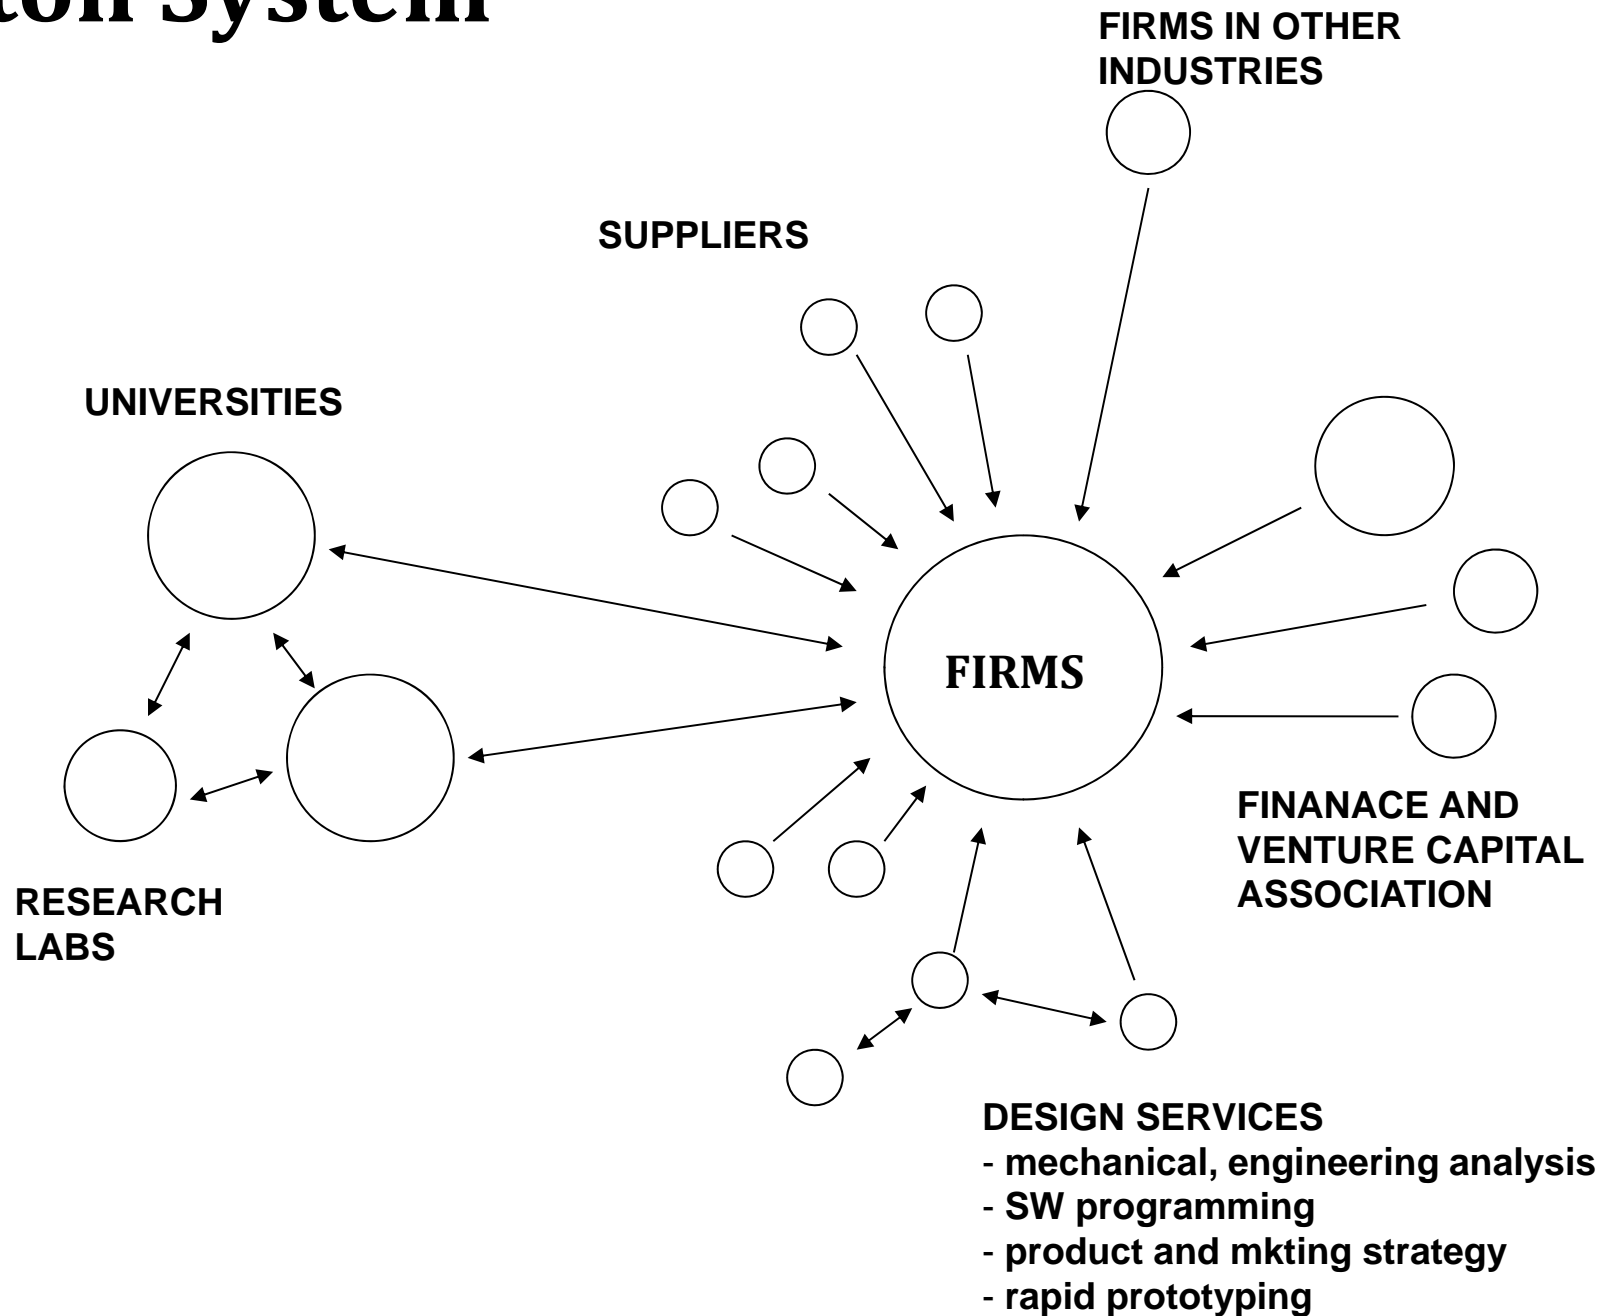 System
FIRMS IN OTHER
INDUSTRIES
SUPPLIERS
UNIVERSITIES
FIRMS
FINANACE AND
VENTURE CAPITAL
ASSOCIATION
RESEARCH
LABS
DESIGN SERVICES
- mechanical, engineering analysis
- SW programming
- product and mkting strategy
- rapid prototyping